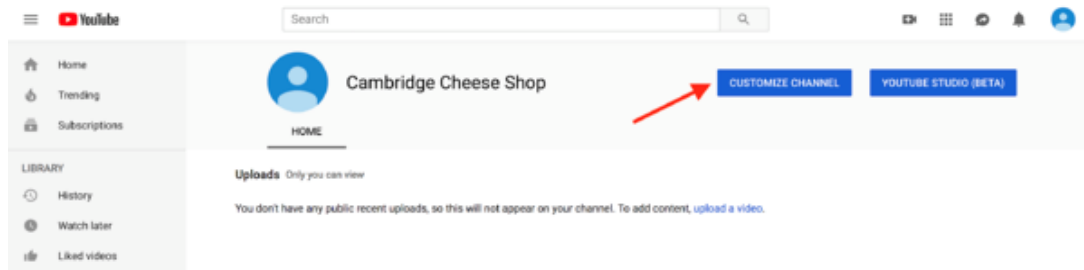 YouTube
Search
Home
Trending
Subscriptions
LIBRARY
History
Watch later
Liked videos
Cambridge Cheese Shop
CUSTOMIZE CHANNEL
YOUTUBE STUDIO (BETA)
HOME
Uploads Only you can view
You don't have any public recent uploads, so this will not appear on your channel. To add content, upload a video.